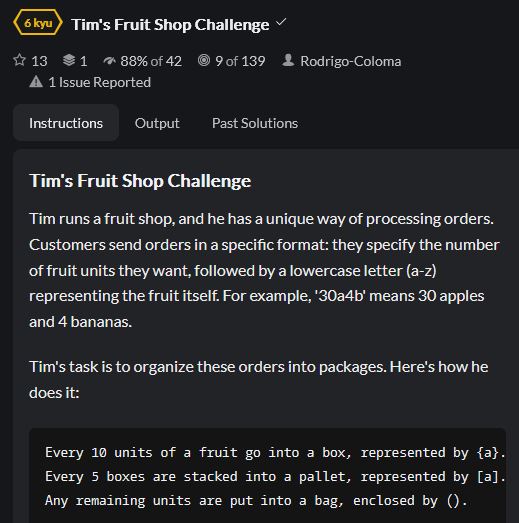 6 kyu Tim's Fruit Shop Challenge
13 1 88% of 42 9 of 139 Rodrigo-Coloma
1 Issue Reported
Instructions Output Past Solutions
Tim's Fruit Shop Challenge
Tim runs a fruit shop, and he has a unique way of processing orders.
Customers send orders in a specific format: they specify the number
of fruit units they want, followed by a lowercase letter (a-z)
representing the fruit itself. For example, '30a4b' means 30 apples
and 4 bananas.
Tim's task is to organize these orders into packages. Here's how he
does it:
Every 10 units of a fruit go into a box, represented by {a}.
Every 5 boxes are stacked into a pallet, represented by [a].
Any remaining units are put into a bag, enclosed by ().